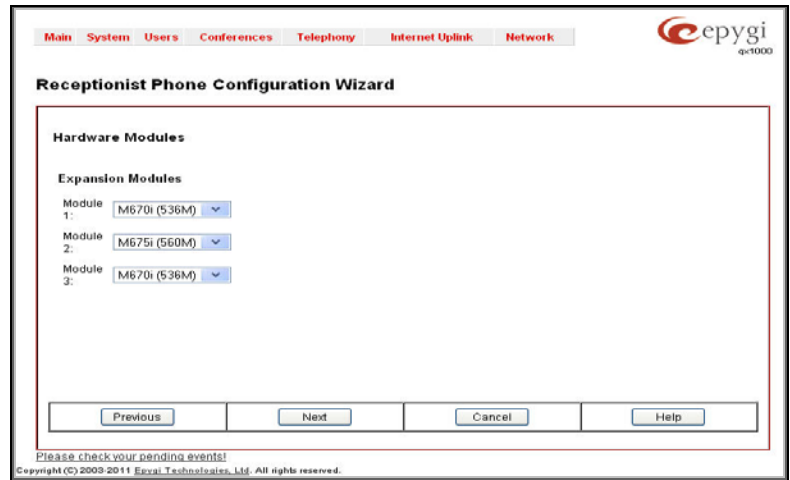 Main System Users Conferences Telephony Internet Uplink Network
epygi
qx1000
Receptionist Phone Configuration Wizard
Hardware Modules
Expansion Modules
Module 1: M670i (536M)
Module 2: M675i (560M)
Module 3: M670i (536M)
Previous Next Cancel Help
Please check your pending events!
Copyright (C) 2003-2011 Epygi Technologies, Ltd. All rights reserved.